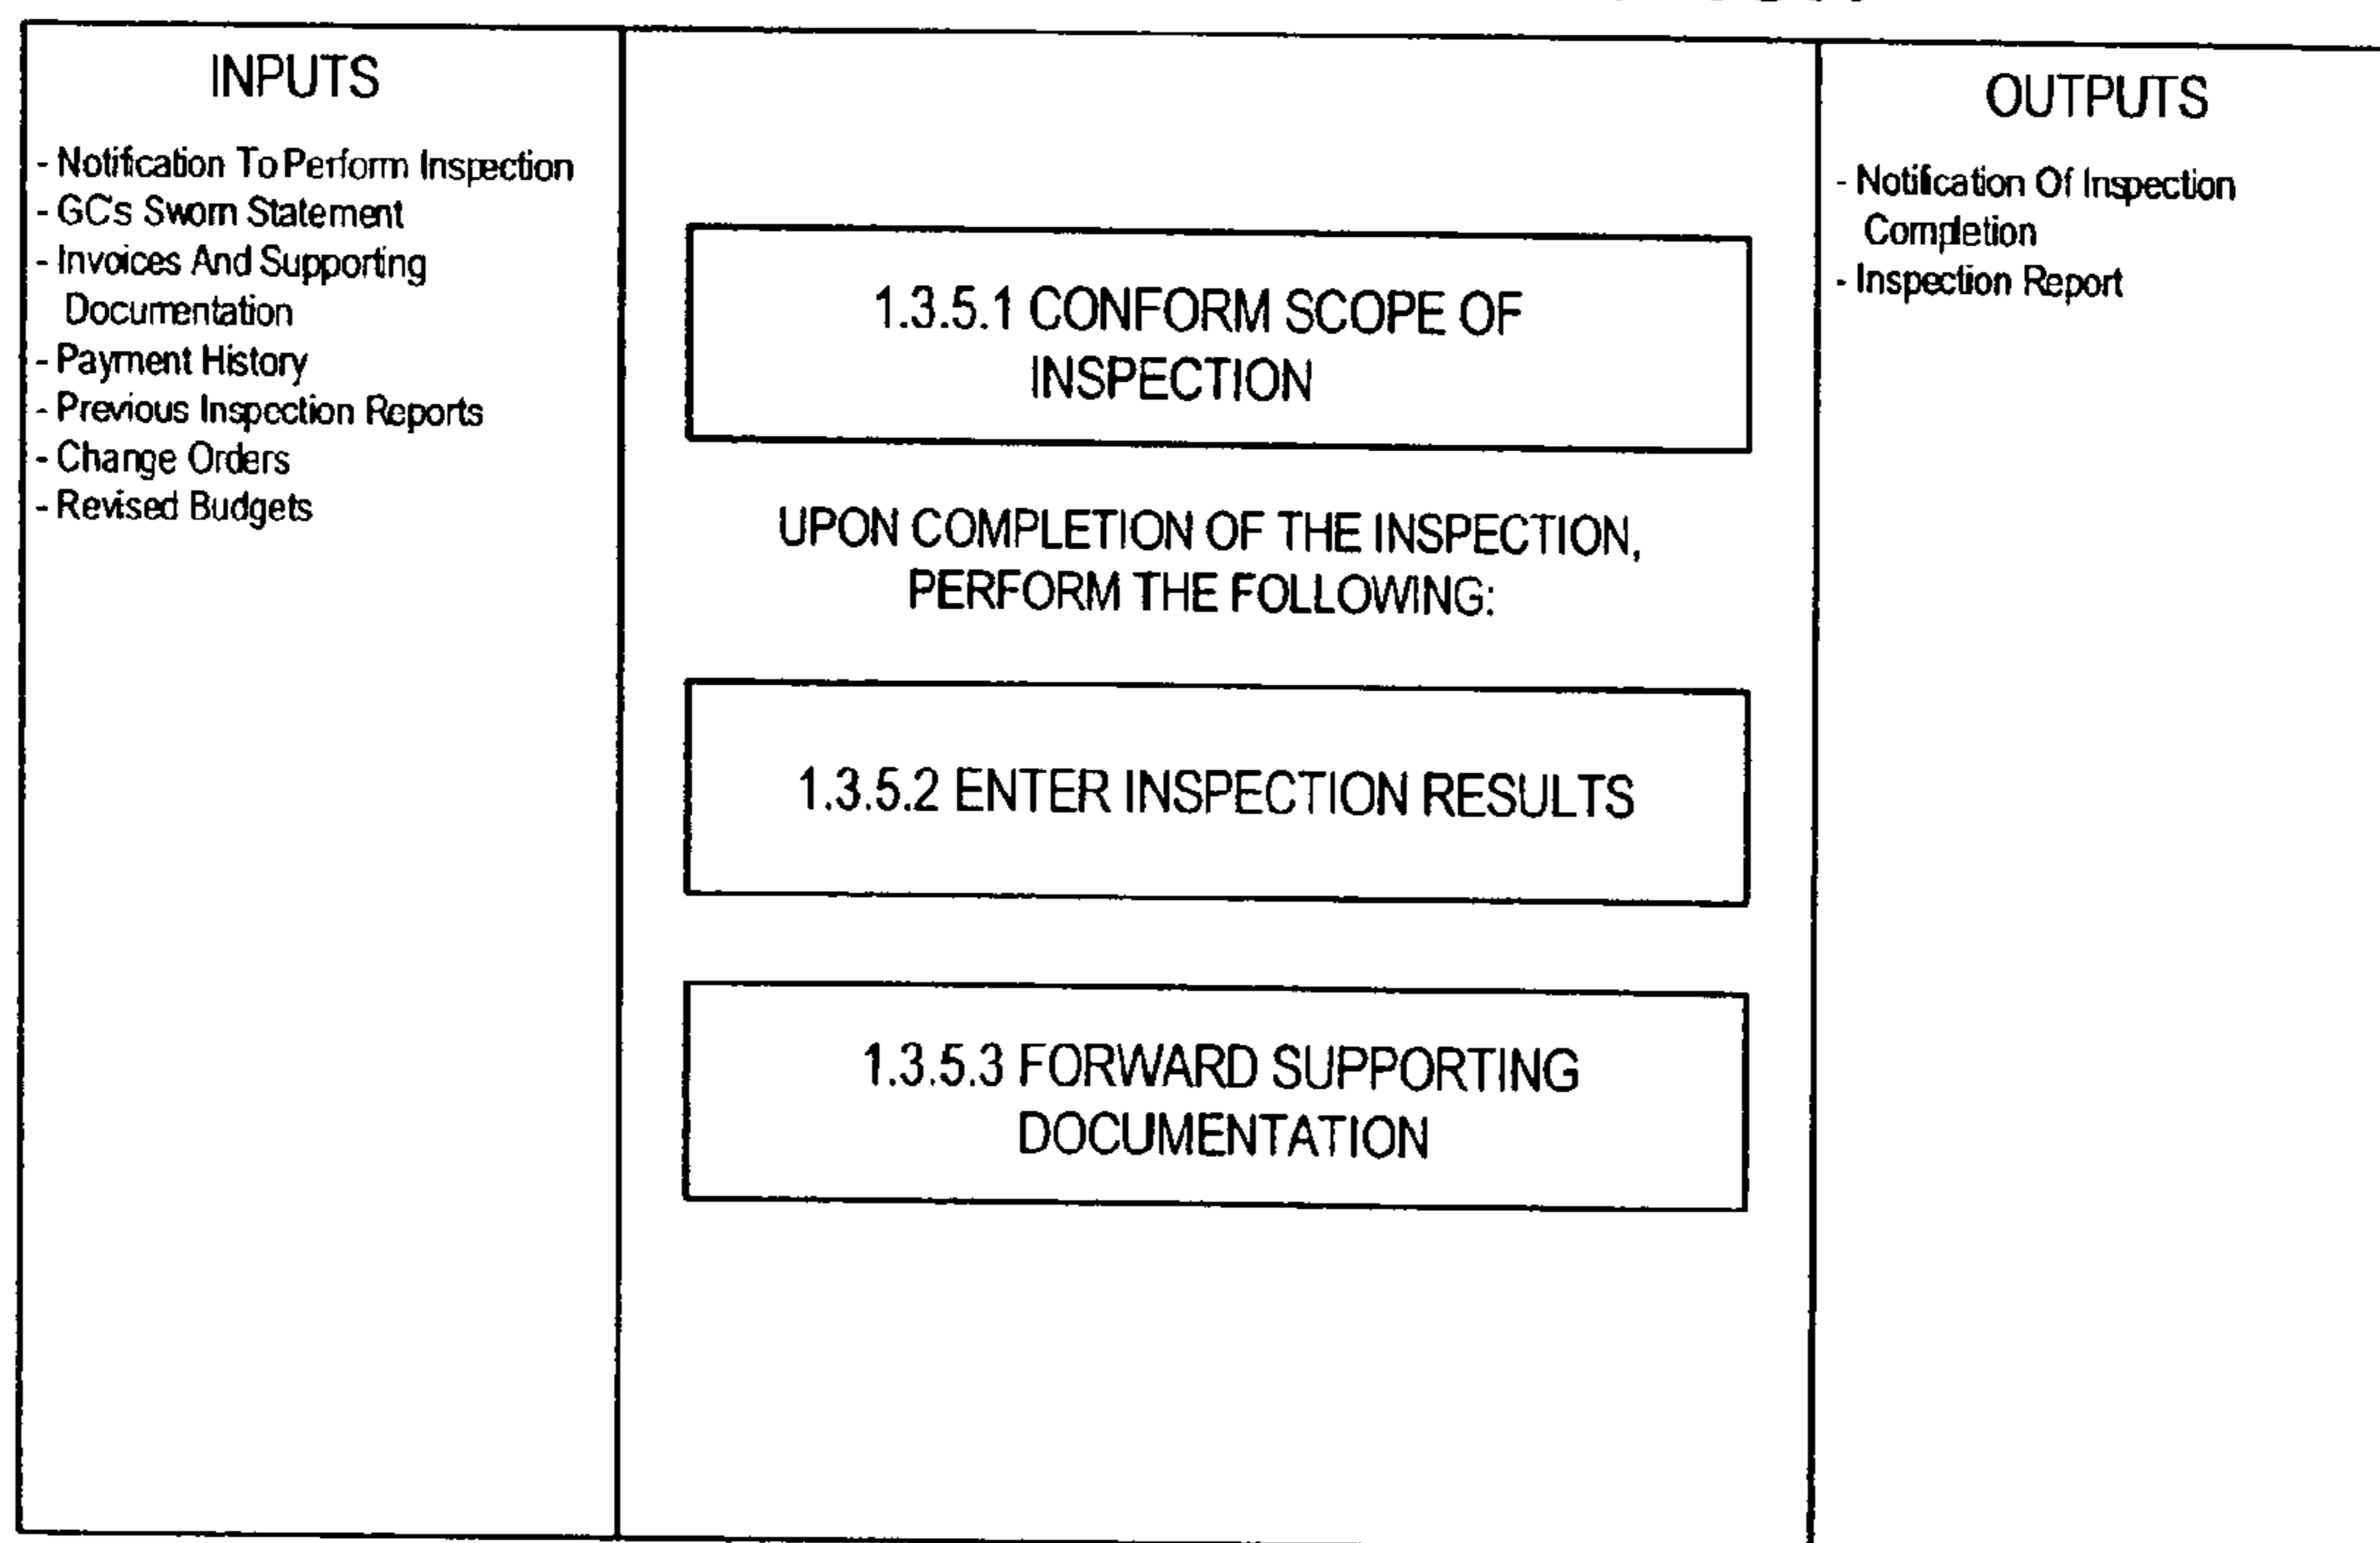 INPUTS
- Notification To Perform Inspection
- GC's Sworn Statement
- Invoices And Supporting
Documentation
- Payment History
- Previous Inspection Reports
- Change Orders
- Revised Budgets
1.3.5.1 CONFORM SCOPE OF
INSPECTION
UPON COMPLETION OF THE INSPECTION,
PERFORM THE FOLLOWING:
1.3.5.2 ENTER INSPECTION RESULTS
1.3.5.3 FORWARD SUPPORTING
DOCUMENTATION
OUTPUTS
- Notification Of Inspection
Completion
- Inspection Report